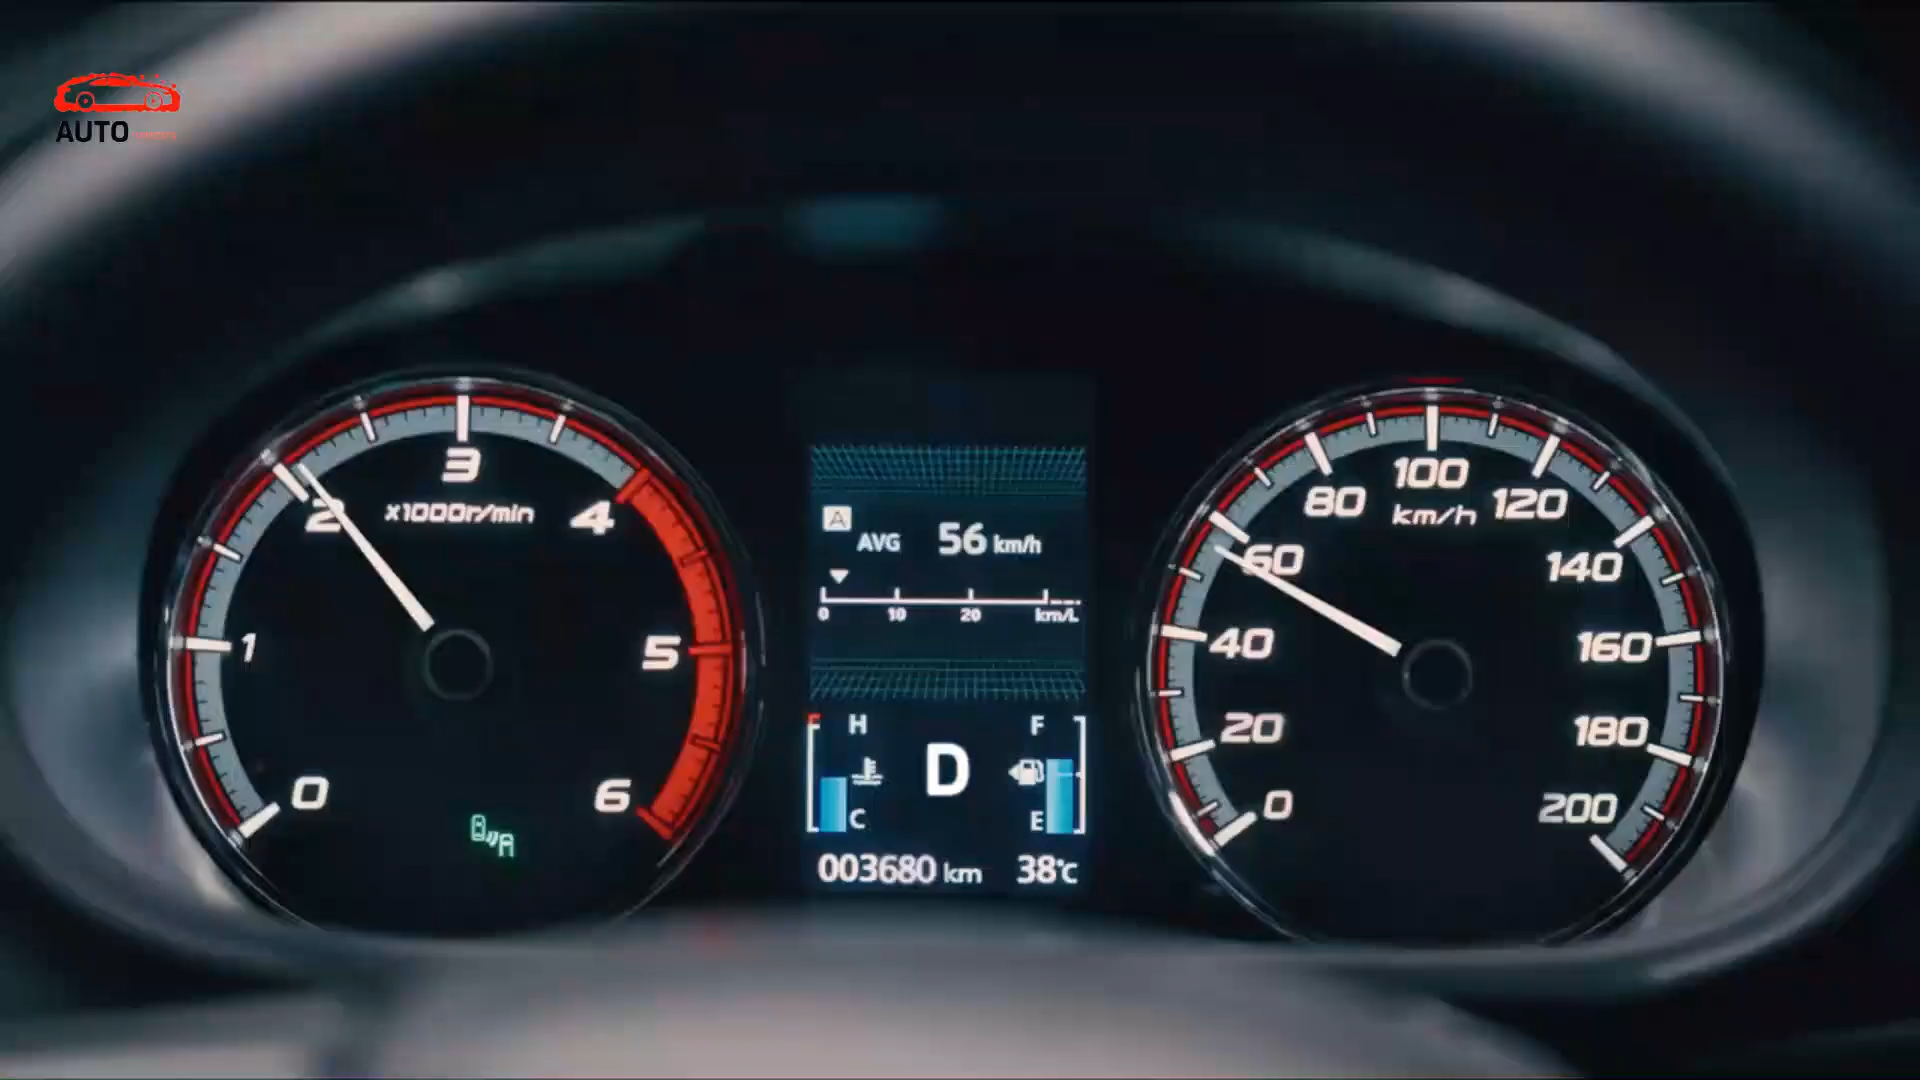 AUTO
3
2
x1000r/min
4
1
5
0
6
A
AVG 56 km/h
0 10 20 km/L
H F
D
C E
003680 km 38°C
100
80 km/h 120
60 140
40 160
20 180
0 200
A